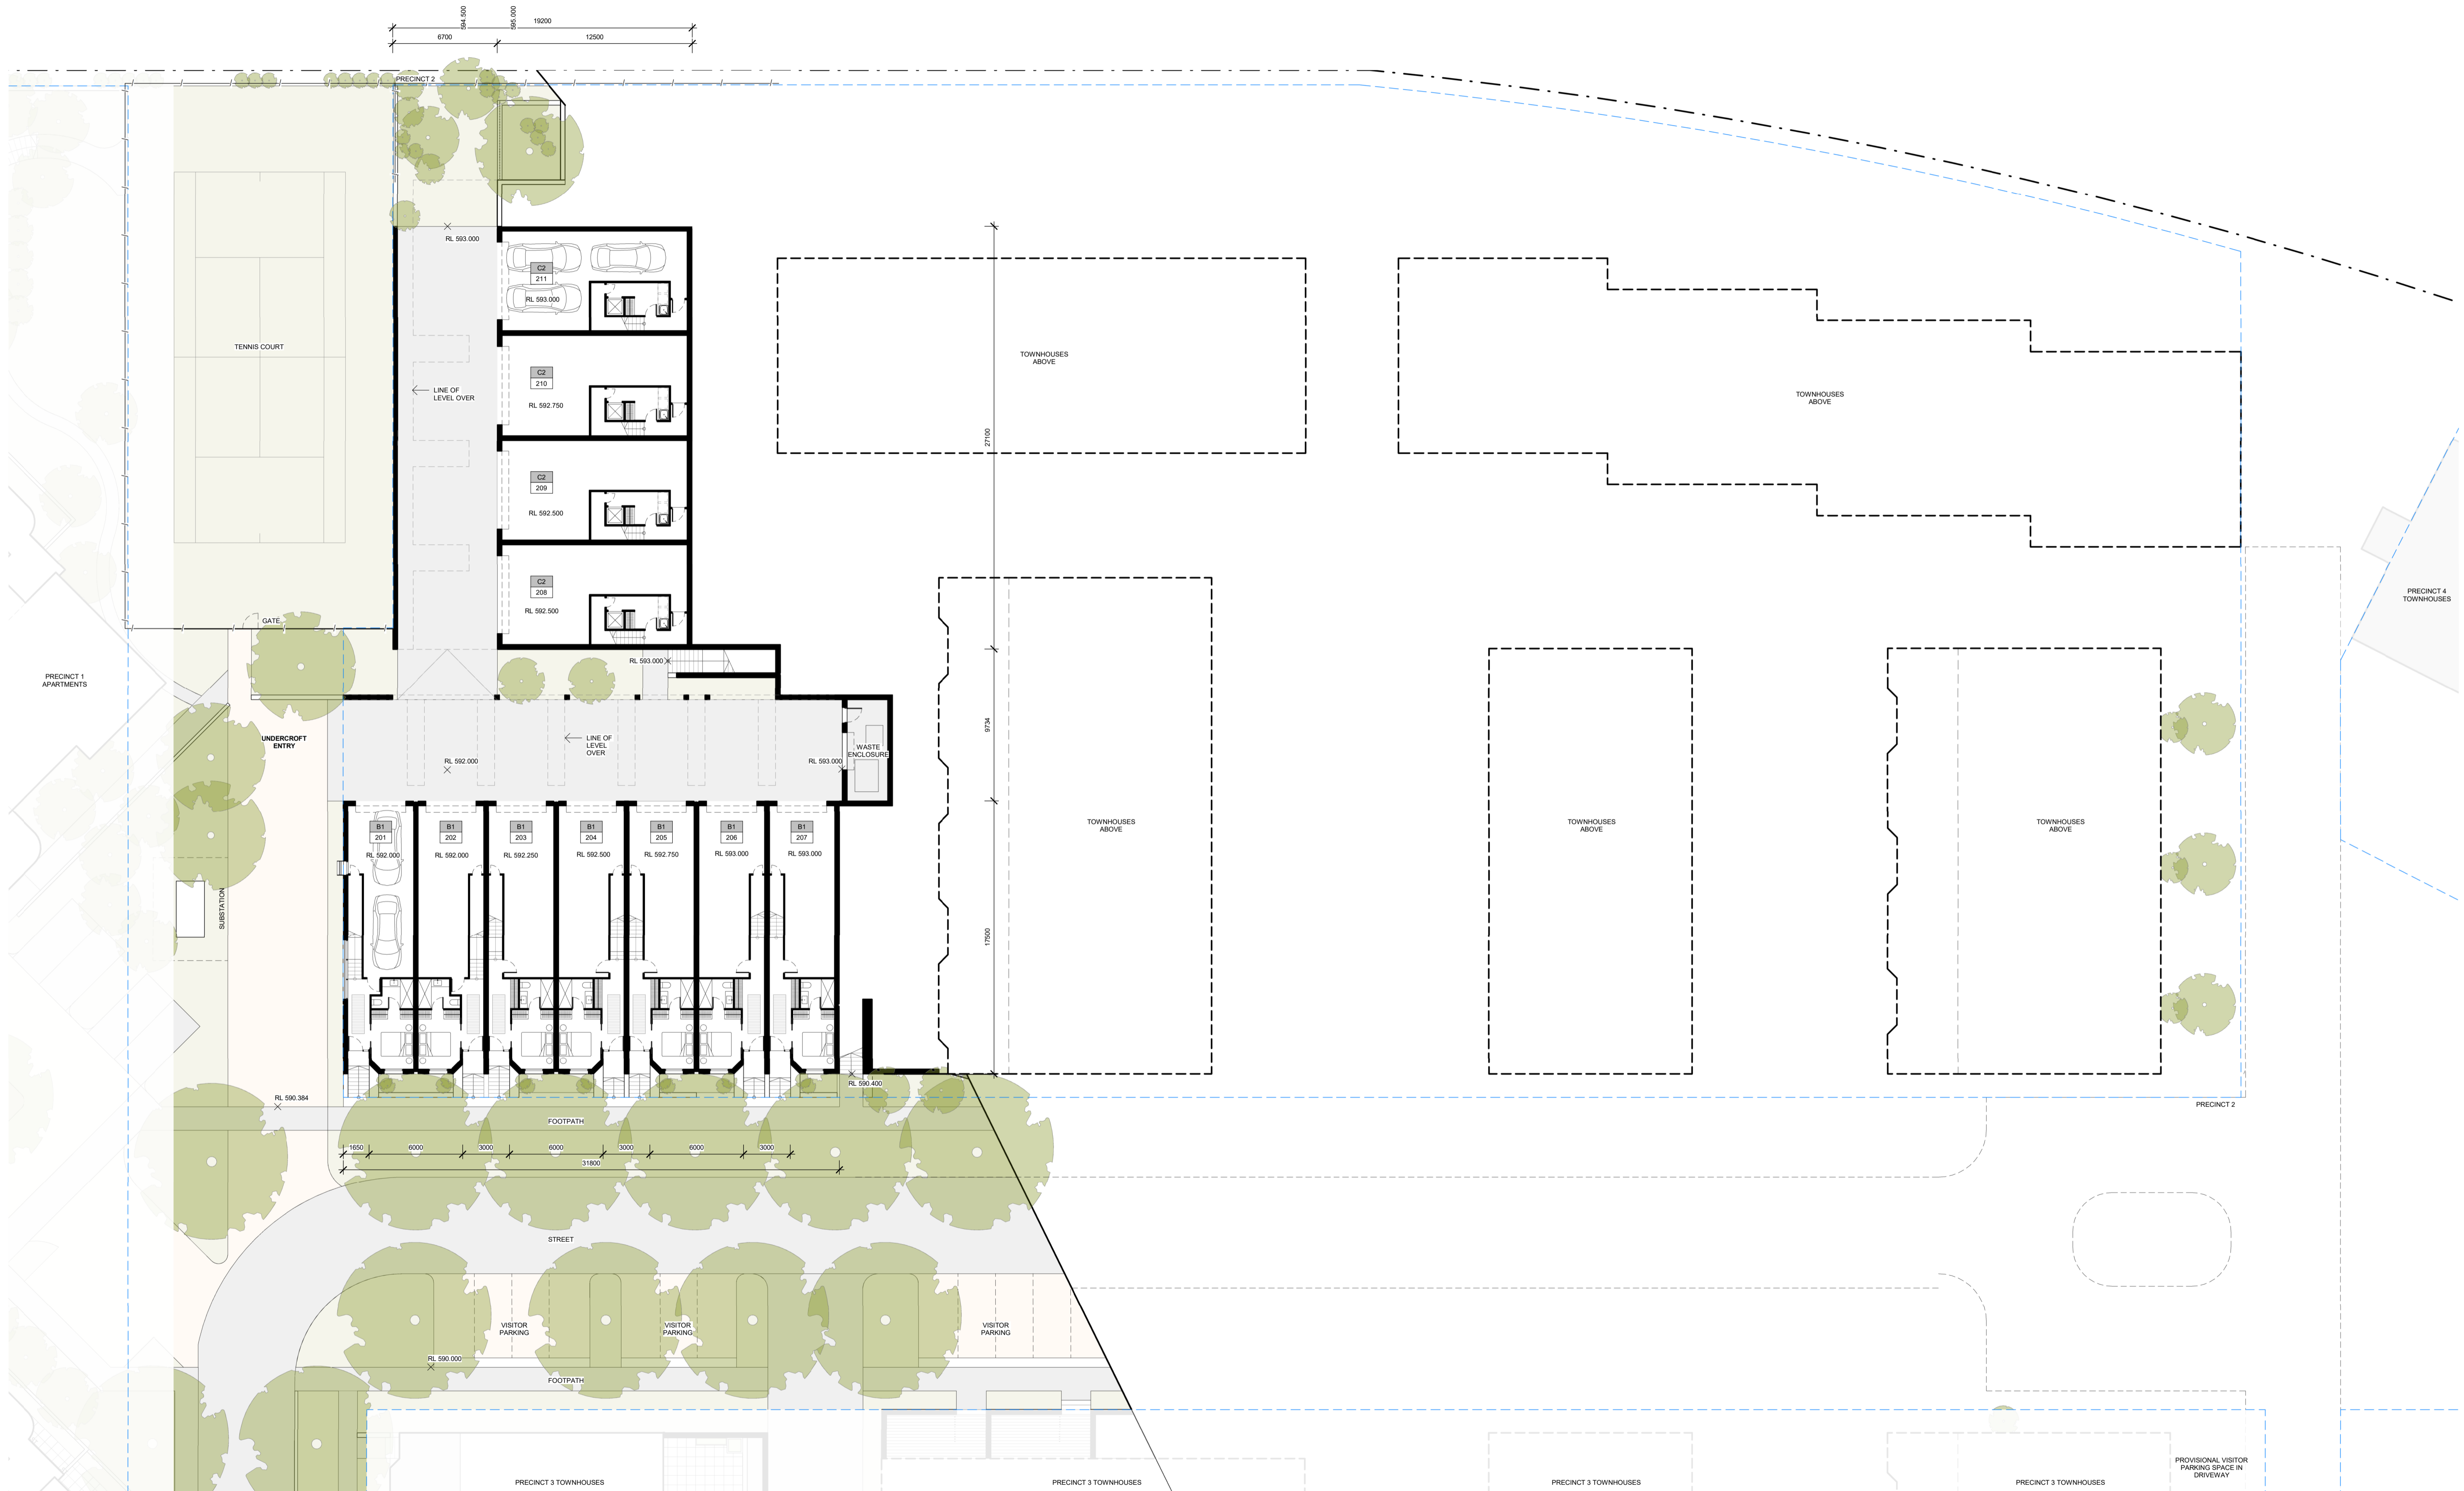 594.500
595.000
19200
6700
12500
PRECINCT 2
RL 593.000
C2
211
RL 593.000
TENNIS COURT
TOWNHOUSES
ABOVE
C2
210
RL 592.750
LINE OF
LEVEL OVER
TOWNHOUSES
ABOVE
27100
C2
209
RL 592.500
C2
208
RL 592.500
PRECINCT 4
TOWNHOUSES
GATE
RL 593.000
PRECINCT 1
APARTMENTS
UNDERCROFT
ENTRY
LINE OF
LEVEL
OVER
9734
WASTE
ENCLOSURE
RL 592.000
RL 593.000
B1
201
RL 592.000
B1
202
RL 592.000
B1
203
RL 592.250
B1
204
RL 592.500
B1
205
RL 592.750
B1
206
RL 593.000
B1
207
RL 593.000
TOWNHOUSES
ABOVE
TOWNHOUSES
ABOVE
TOWNHOUSES
ABOVE
SUBSTATION
17500
RL 590.400
RL 590.384
PRECINCT 2
FOOTPATH
1650
6000
3000
6000
3000
6000
3000
31800
STREET
VISITOR
PARKING
VISITOR
PARKING
VISITOR
PARKING
RL 590.000
FOOTPATH
PRECINCT 3 TOWNHOUSES
PRECINCT 3 TOWNHOUSES
PRECINCT 3 TOWNHOUSES
PRECINCT 3 TOWNHOUSES
PROVISIONAL VISITOR
PARKING SPACE IN
DRIVEWAY